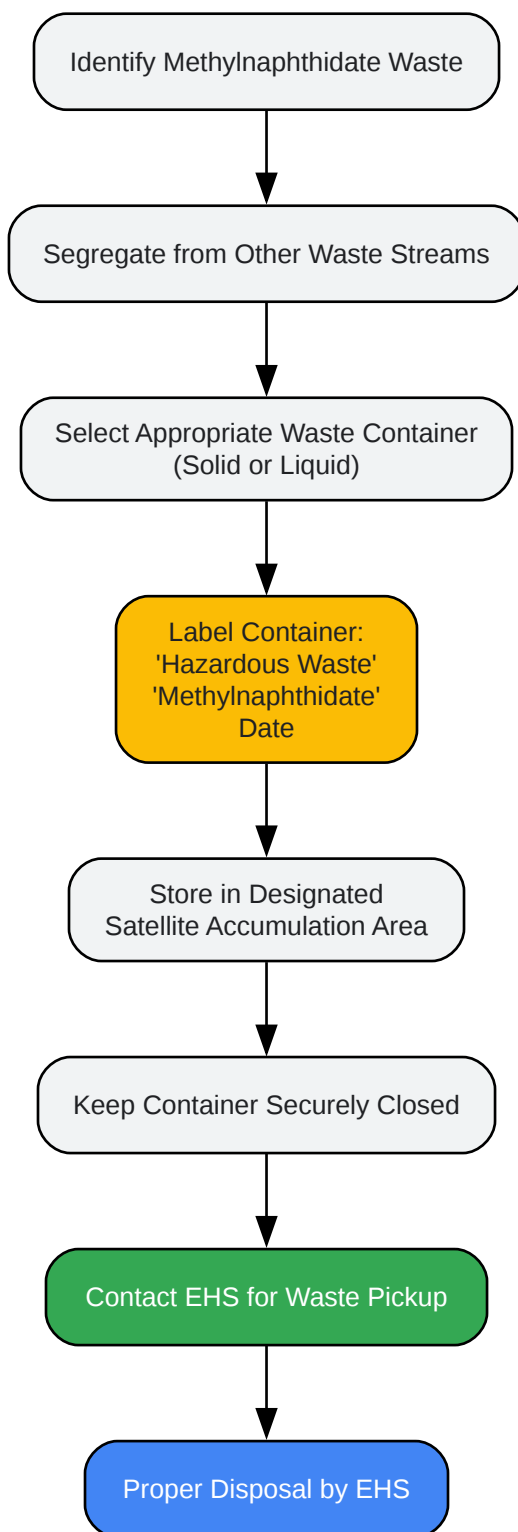 Identify Methylnaphthidate Waste
Segregate from Other Waste Streams
Select Appropriate Waste Container
(Solid or Liquid)
Label Container:
'Hazardous Waste'
'Methylnaphthidate'
Date
Store in Designated
Satellite Accumulation Area
Keep Container Securely Closed
Contact EHS for Waste Pickup
Proper Disposal by EHS